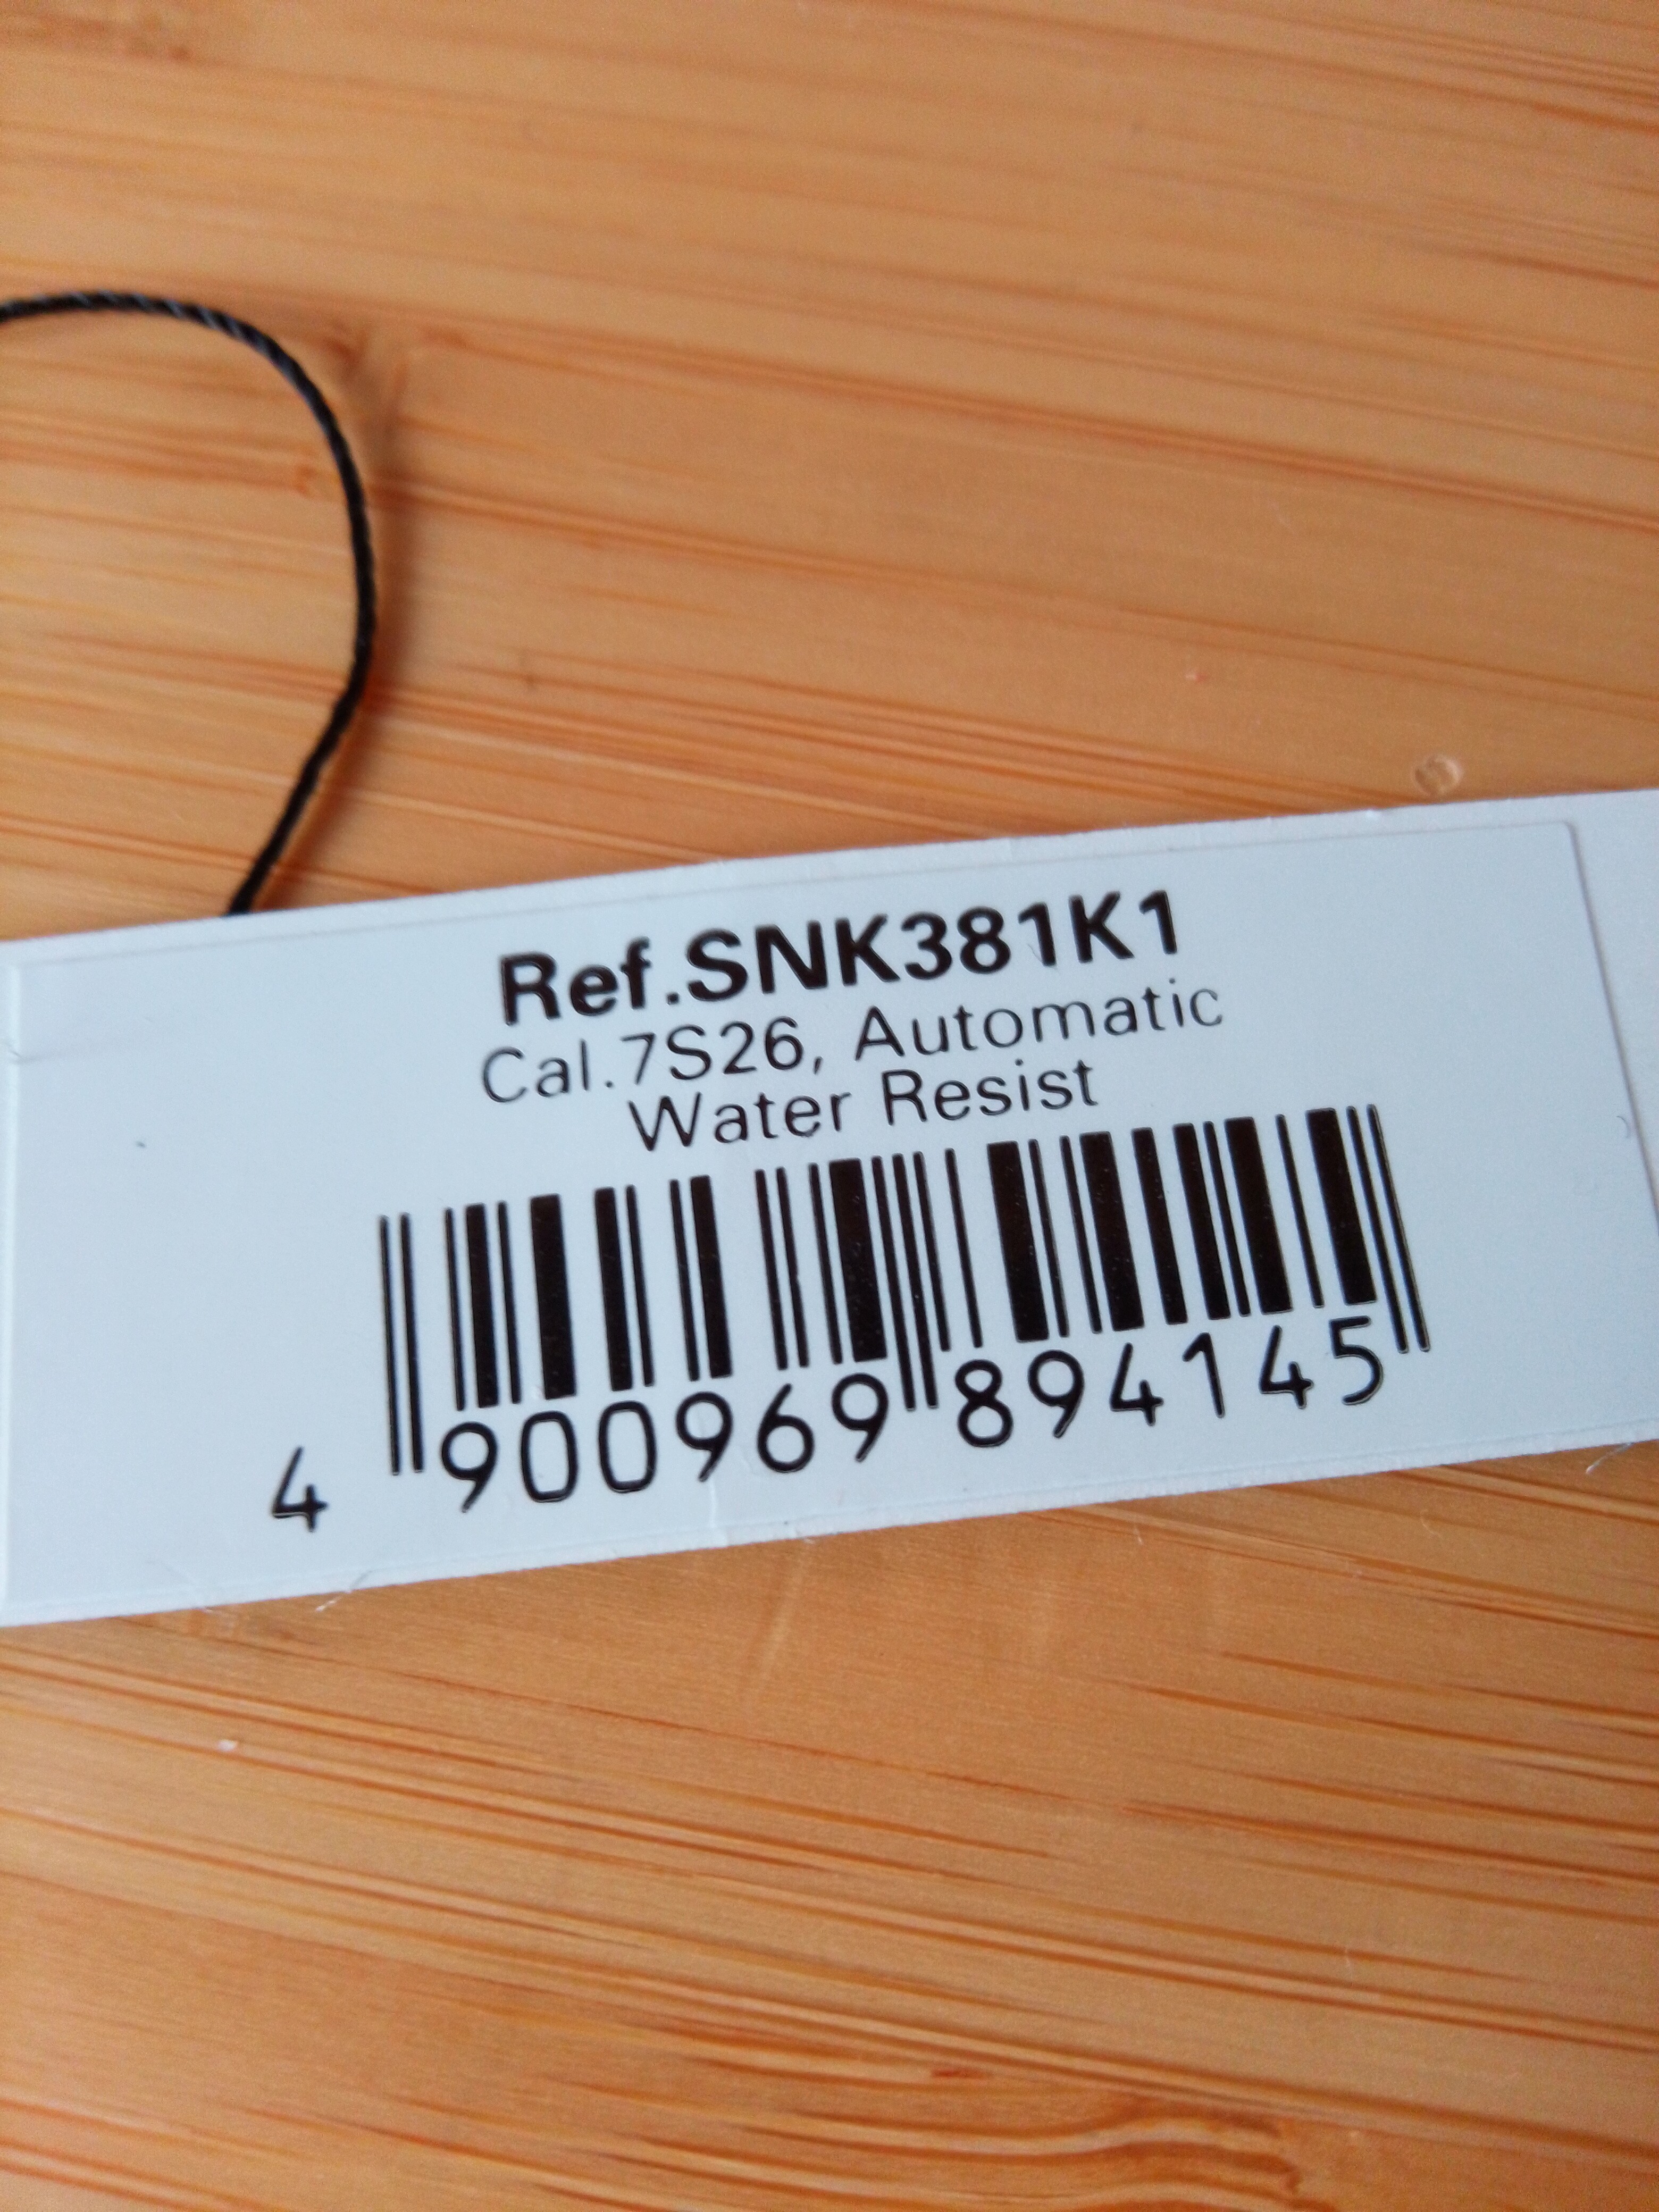 Ref.SNK381K1
Cal.7S26, Automatic
Water Resist
4 900969 894145